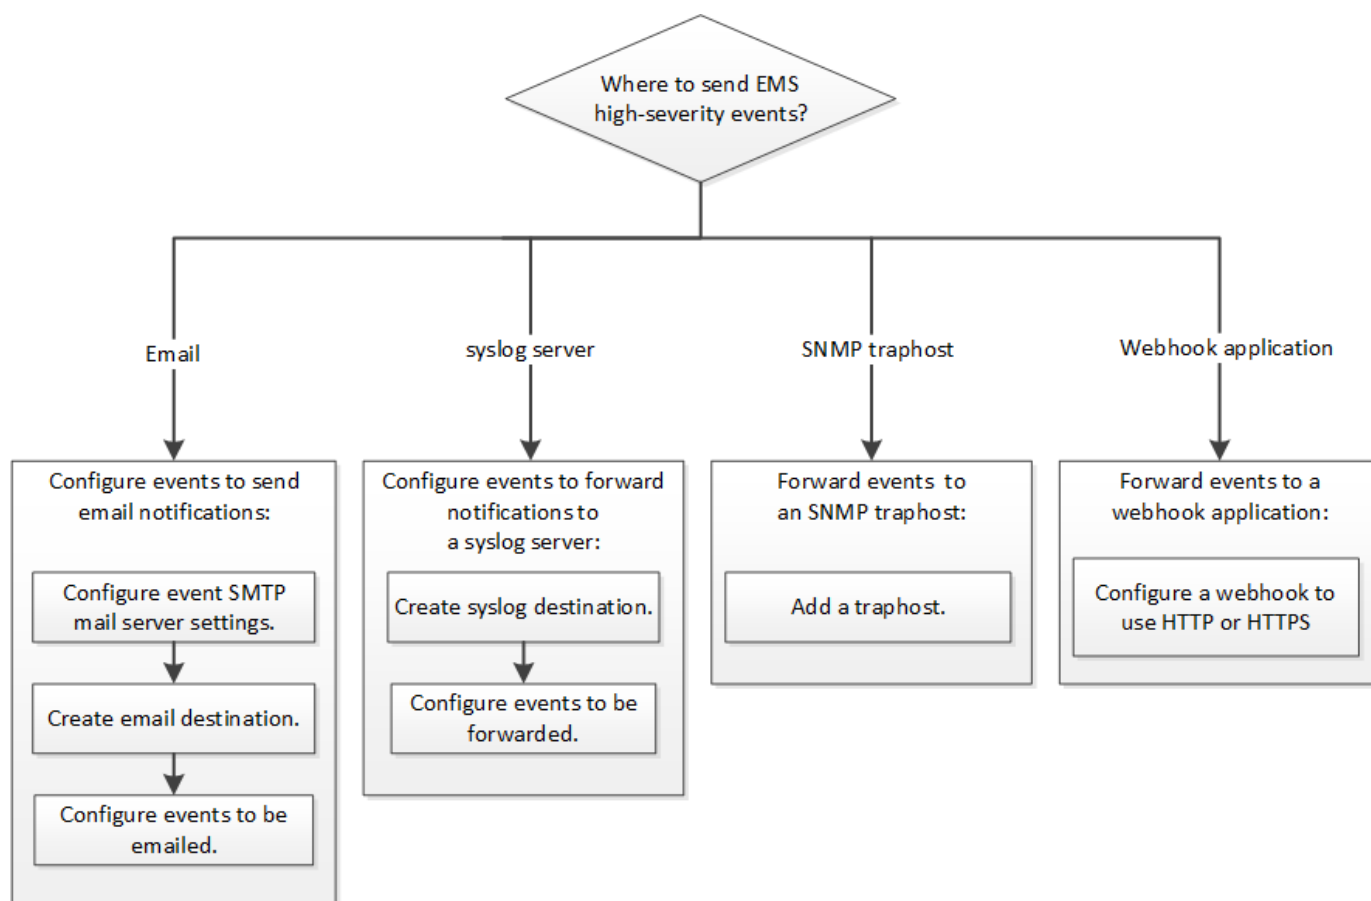 Where to send EMS
high-severity events?
Email
syslog server
SNMP traphost
Webhook application
Configure events to send
email notifications:
Configure event SMTP
mail server settings.
Create email destination.
Configure events to be
emailed.
Configure events to forward
notifications to
a syslog server:
Create syslog destination.
Configure events to be
forwarded.
Forward events to
an SNMP traphost:
Add a traphost.
Forward events to a
webhook application:
Configure a webhook to
use HTTP or HTTPS